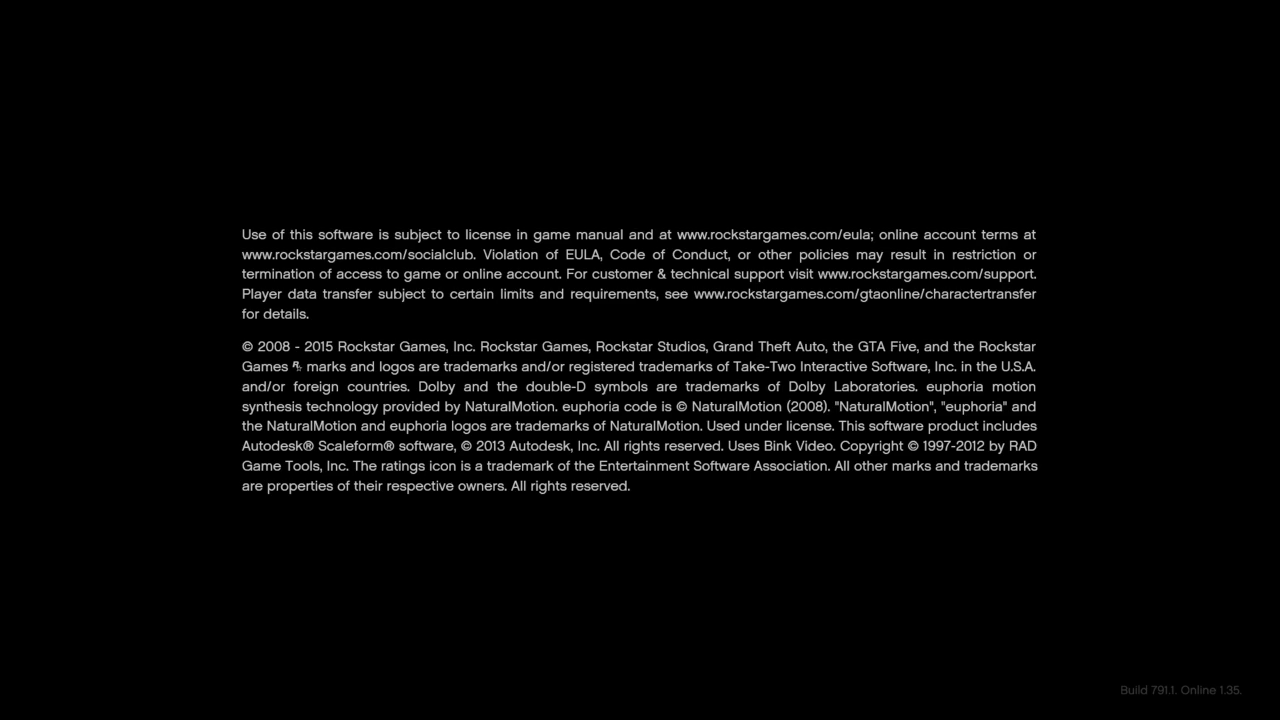 Use of this software is subject to license in game manual and at www.rockstargames.com/eula; online account terms at
www.rockstargames.com/socialclub. Violation of EULA, Code of Conduct, or other policies may result in restriction or
termination of access to game or online account. For customer & technical support visit www.rockstargames.com/support.
Player data transfer subject to certain limits and requirements, see www.rockstargames.com/gtaonline/charactertransfer
for details.
© 2008 - 2015 Rockstar Games, Inc. Rockstar Games, Rockstar Studios, Grand Theft Auto, the GTA Five, and the Rockstar
Games R* marks and logos are trademarks and/or registered trademarks of Take-Two Interactive Software, Inc. in the U.S.A.
and/or foreign countries. Dolby and the double-D symbols are trademarks of Dolby Laboratories. euphoria motion
synthesis technology provided by NaturalMotion. euphoria code is © NaturalMotion (2008). "NaturalMotion", "euphoria" and
the NaturalMotion and euphoria logos are trademarks of NaturalMotion. Used under license. This software product includes
Autodesk® Scaleform® software, © 2013 Autodesk, Inc. All rights reserved. Uses Bink Video. Copyright © 1997-2012 by RAD
Game Tools, Inc. The ratings icon is a trademark of the Entertainment Software Association. All other marks and trademarks
are properties of their respective owners. All rights reserved.
Build 791.1. Online 1.35.